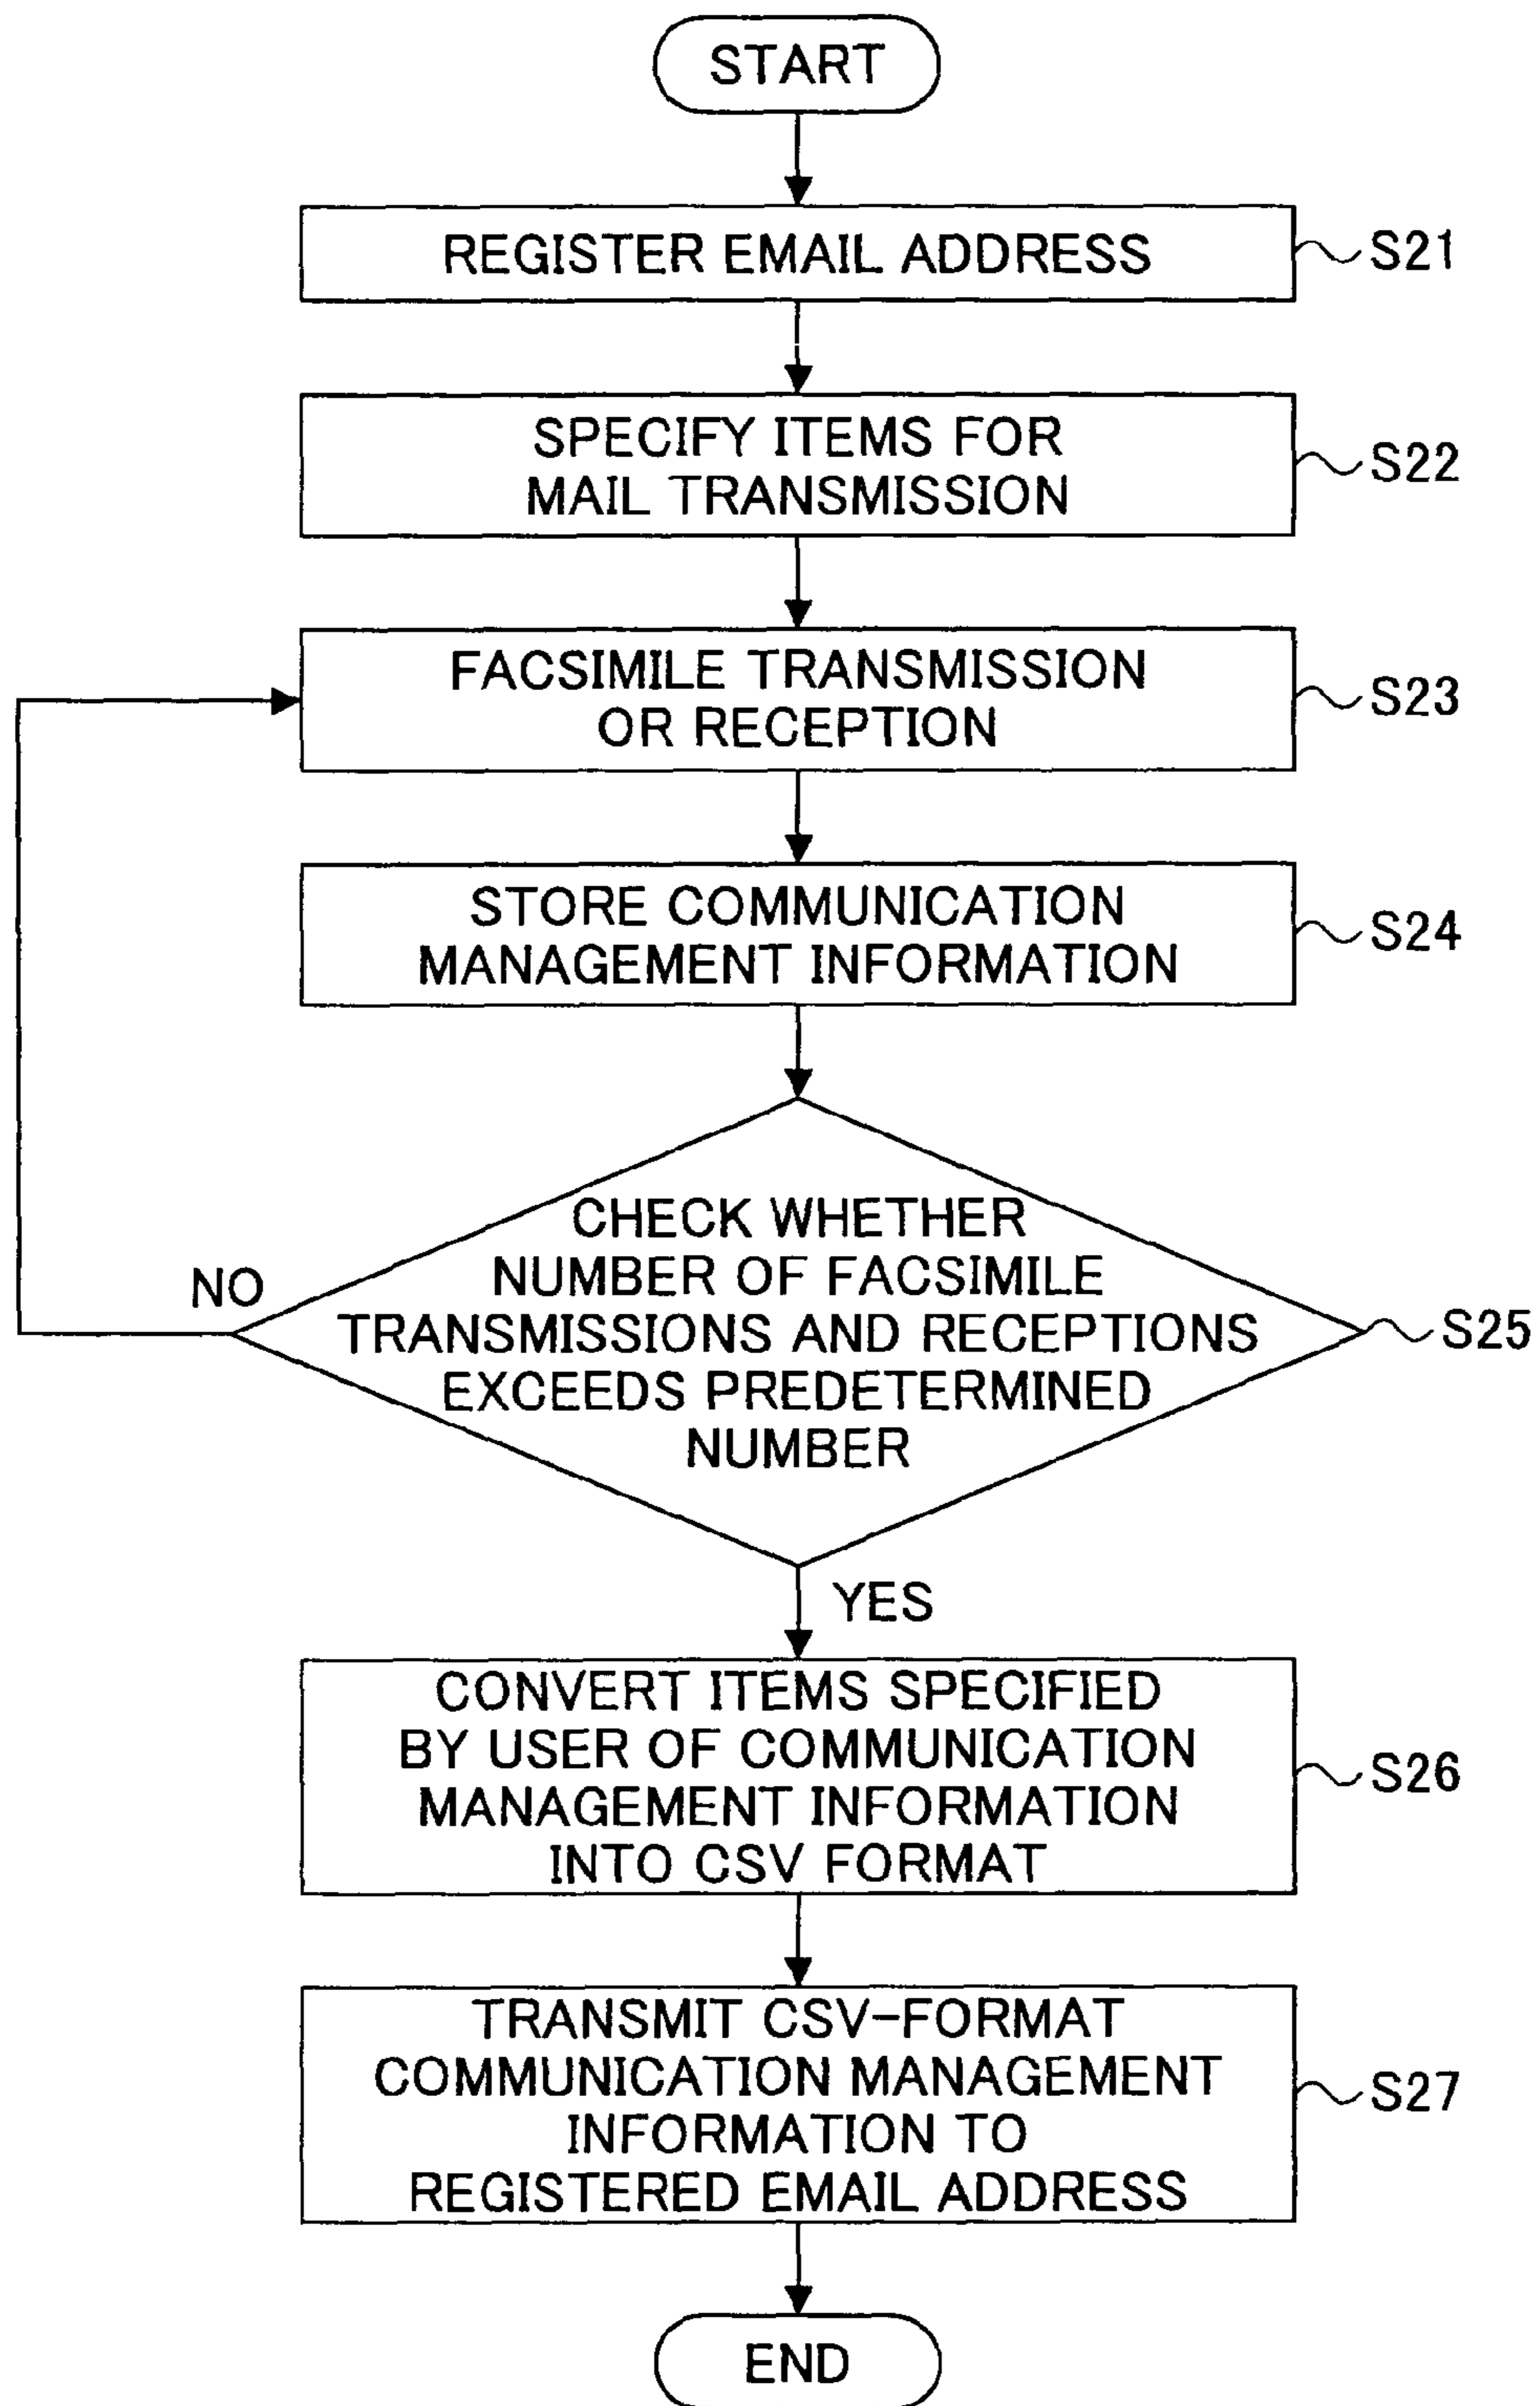 START
REGISTER EMAIL ADDRESS
S21
SPECIFY ITEMS FOR
MAIL TRANSMISSION
S22
FACSIMILE TRANSMISSION
OR RECEPTION
S23
STORE COMMUNICATION
MANAGEMENT INFORMATION
S24
CHECK WHETHER
NUMBER OF FACSIMILE
TRANSMISSIONS AND RECEPTIONS
EXCEEDS PREDETERMINED
NUMBER
NO
S25
YES
CONVERT ITEMS SPECIFIED
BY USER OF COMMUNICATION
MANAGEMENT INFORMATION
INTO CSV FORMAT
S26
TRANSMIT CSV-FORMAT
COMMUNICATION MANAGEMENT
INFORMATION TO
REGISTERED EMAIL ADDRESS
S27
END